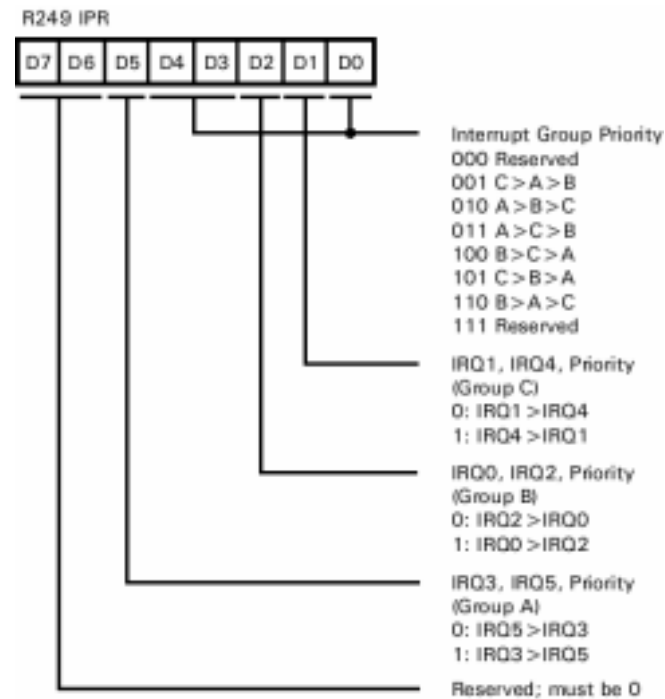 R249 IPR
D7 D6 D5 D4 D3 D2 D1 D0
Interrupt Group Priority
000 Reserved
001 C>A>B
010 A>B>C
011 A>C>B
100 B>C>A
101 C>B>A
110 B>A>C
111 Reserved
IRQ1, IRQ4, Priority
(Group C)
0: IRQ1>IRQ4
1: IRQ4>IRQ1
IRQ0, IRQ2, Priority
(Group B)
0: IRQ2>IRQ0
1: IRQ0>IRQ2
IRQ3, IRQ5, Priority
(Group A)
0: IRQ5>IRQ3
1: IRQ3>IRQ5
Reserved; must be 0